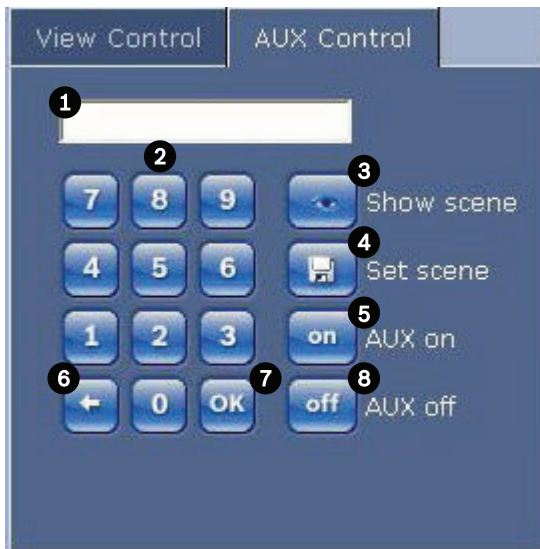 View Control AUX Control
1
2
3
7 8 9 Show scene
4
4 5 6 Set scene
5
1 2 3 on AUX on
6 7 8
0 OK off AUX off